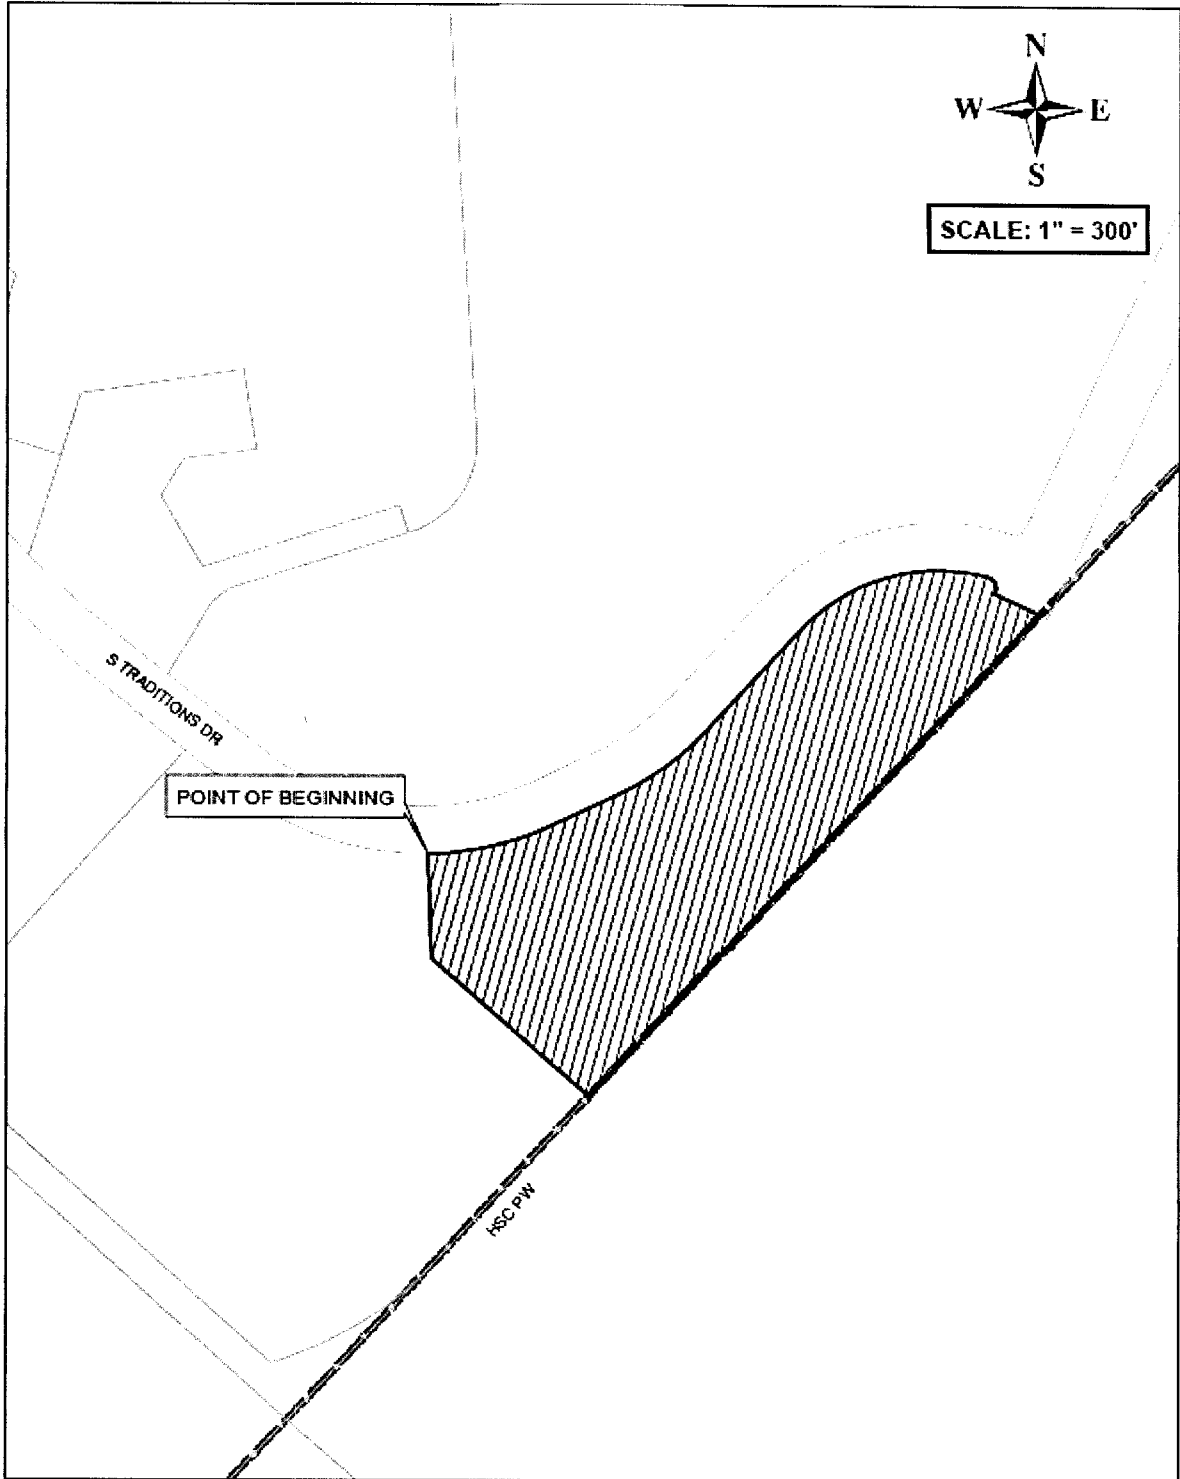 N
W E
S
SCALE: 1" = 300'
S TRADITIONS DR
POINT OF BEGINNING
HSC PW